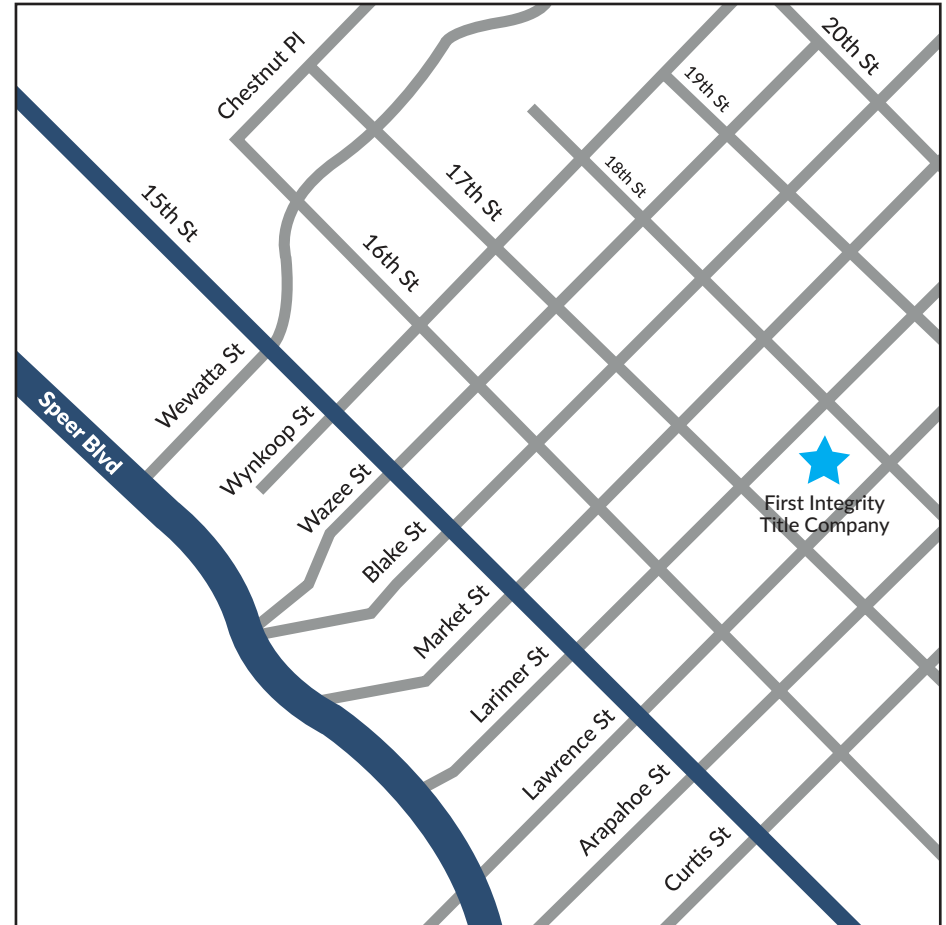 20th St
Chestnut Pl
19th St
18th St
17th St
15th St
16th St
Wewatta St
Speer Blvd
Wynkoop St
Wazee St
First Integrity
Title Company
Blake St
Market St
Larimer St
Lawrence St
Arapahoe St
Curtis St